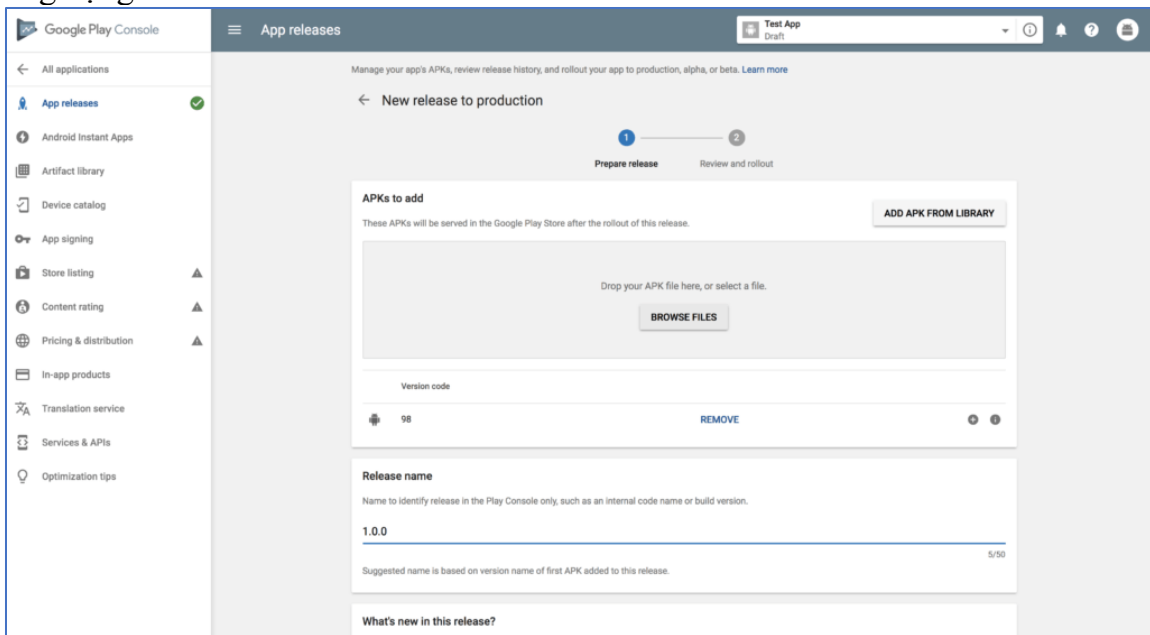 Google Play Console
App releases
Test App
Draft
All applications
App releases
Android Instant Apps
Artifact library
Device catalog
App signing
Store listing
Content rating
Pricing & distribution
In-app products
Translation service
Services & APIs
Optimization tips
Manage your app's APKs, review release history, and rollout your app to production, alpha, or beta. Learn more
New release to production
1
2
Prepare release
Review and rollout
APKs to add
These APKs will be served in the Google Play Store after the rollout of this release.
ADD APK FROM LIBRARY
Drop your APK file here, or select a file.
BROWSE FILES
Version code
98 REMOVE
Release name
Name to identify release in the Play Console only, such as an internal code name or build version.
1.0.0
5/50
Suggested name is based on version name of first APK added to this release.
What's new in this release?